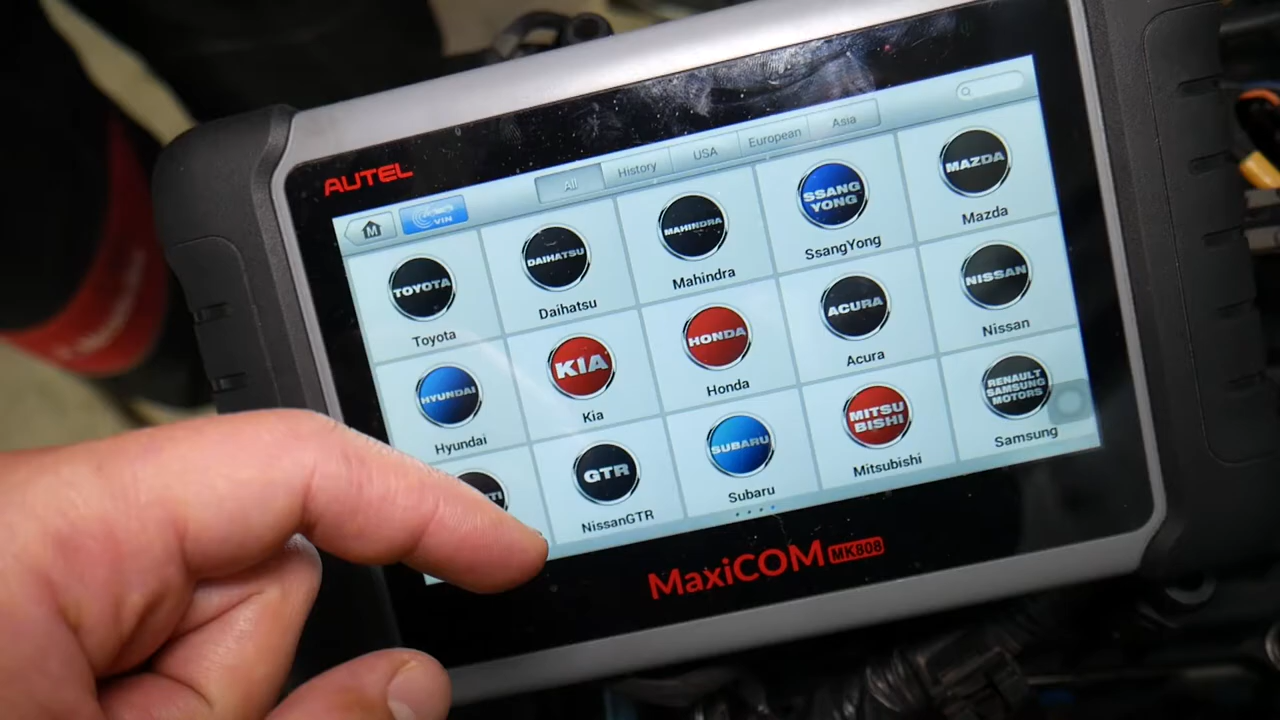 AUTEL
All
History
USA
European
Asia
M
VIN
TOYOTA
Toyota
DAIHATSU
Daihatsu
MAHINDRA
Mahindra
SSANG
YONG
SsangYong
MAZDA
Mazda
HYUNDAI
Hyundai
KIA
Kia
HONDA
Honda
ACURA
Acura
NISSAN
Nissan
GTR
NissanGTR
SUBARU
Subaru
MITSU
BISHI
Mitsubishi
RENAULT
SAMSUNG
MOTORS
Samsung
MaxiCOM MK808